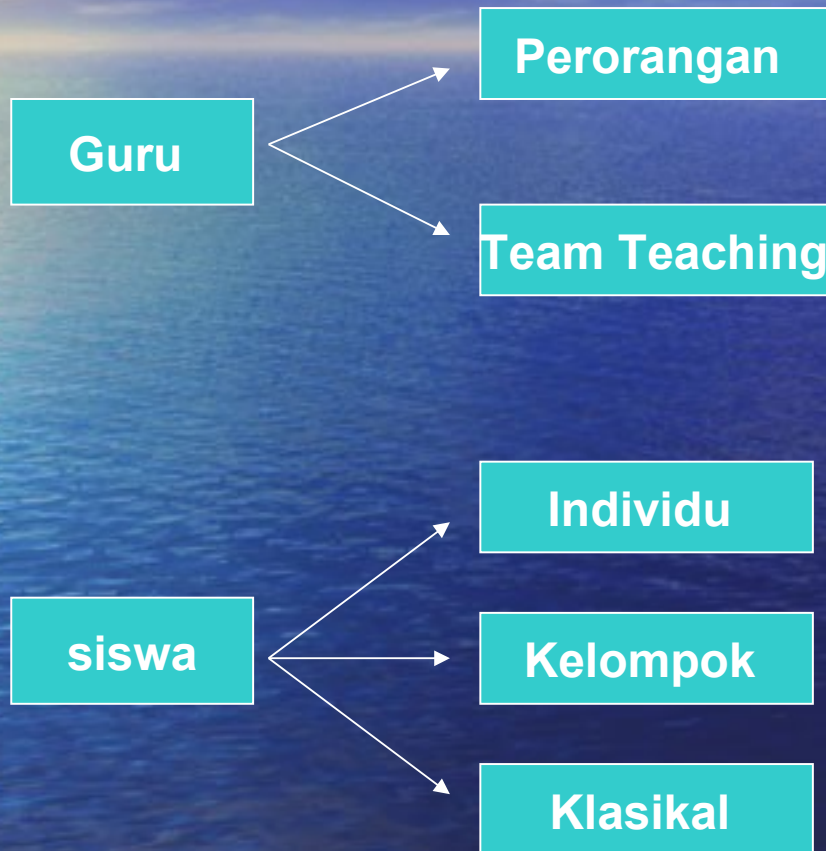 Perorangan
Guru
Team Teaching
Individu
siswa
Kelompok
Klasikal